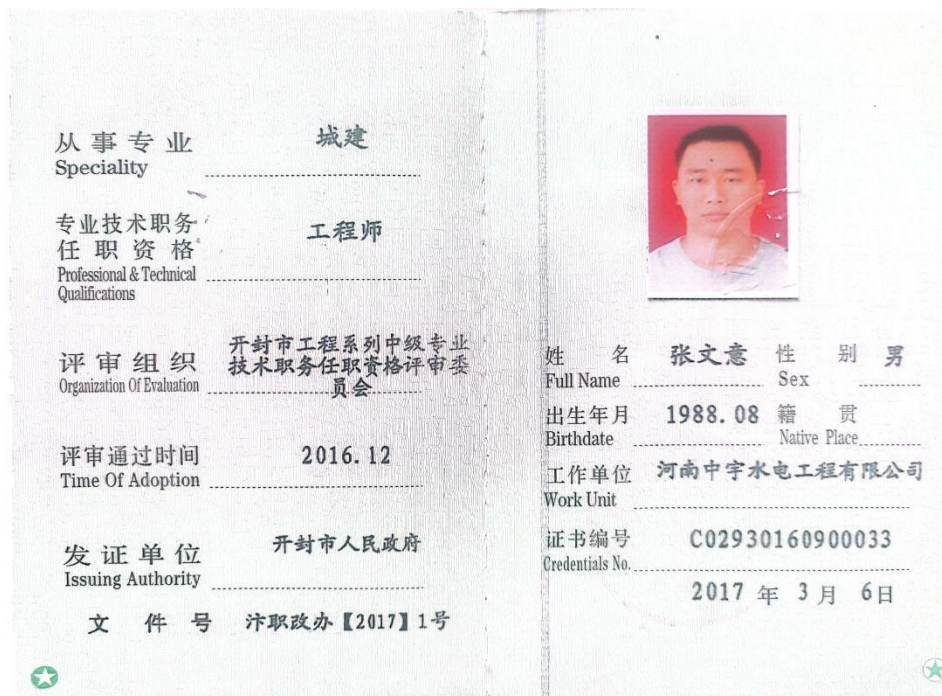 从事专业 城建
Speciality
专业技术职务
任职资格 工程师
Professional & Technical
Qualifications
评审组织 开封市工程系列中级专业
技术职务任职资格评审委
员会
Organization Of Evaluation
评审通过时间 2016.12
Time Of Adoption
发证单位 开封市人民政府
Issuing Authority
文件号 汴职改办【2017】1号
姓名 张文意 性别 男
Full Name Sex
出生年月 1988.08 籍贯
Birthdate Native Place
工作单位 河南中宇水电工程有限公司
Work Unit
证书编号 C02930160900033
Credentials No.
2017 年 3 月 6日